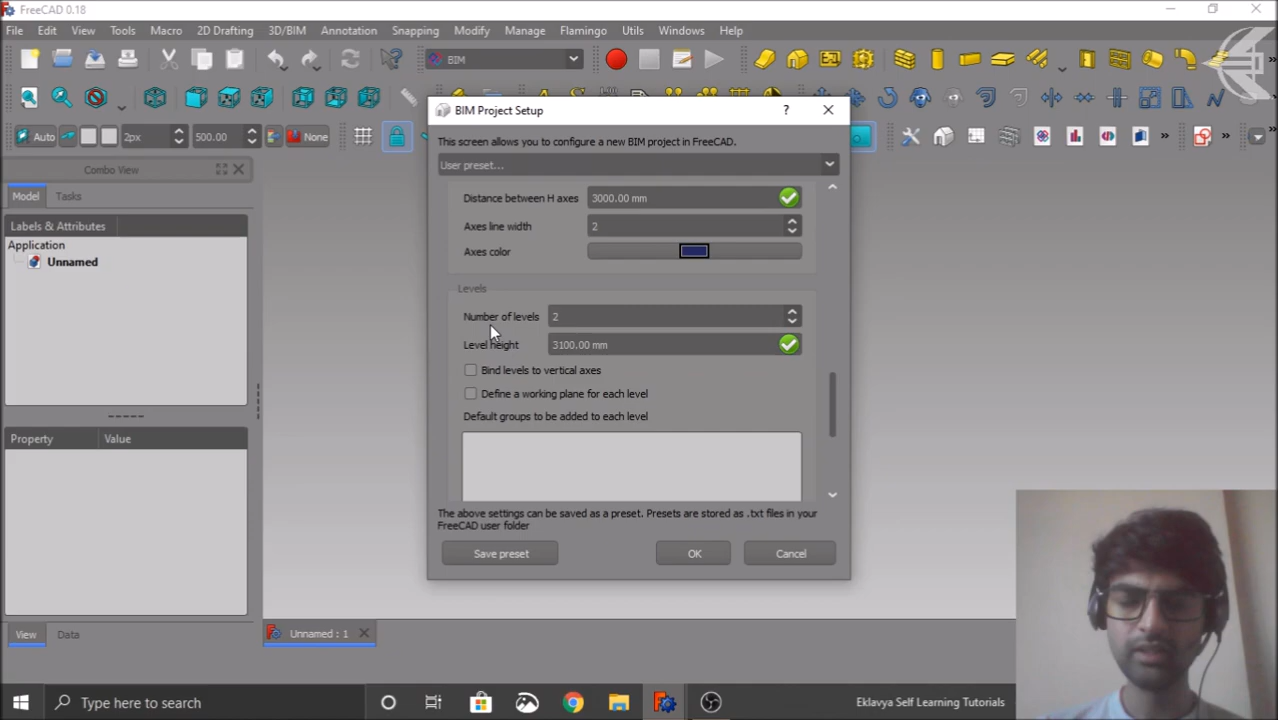 FreeCAD 0.18
File Edit View Tools Macro 2D Drafting 3D/BIM Annotation Snapping Modify Manage Flamingo Utils Windows Help
BIM
Auto 2px 500.00 None
Combo View
Model Tasks
Labels & Attributes
Application
Unnamed
Property Value
View Data
BIM Project Setup ?
This screen allows you to configure a new BIM project in FreeCAD.
User preset...
Distance between H axes 3000.00 mm
Axes line width 2
Axes color
Levels
Number of levels 2
Level height 3100.00 mm
Bind levels to vertical axes
Define a working plane for each level
Default groups to be added to each level
The above settings can be saved as a preset. Presets are stored as .txt files in your
FreeCAD user folder
Save preset OK Cancel
Unnamed : 1
Type here to search
Eklavya Self Learning Tutorials